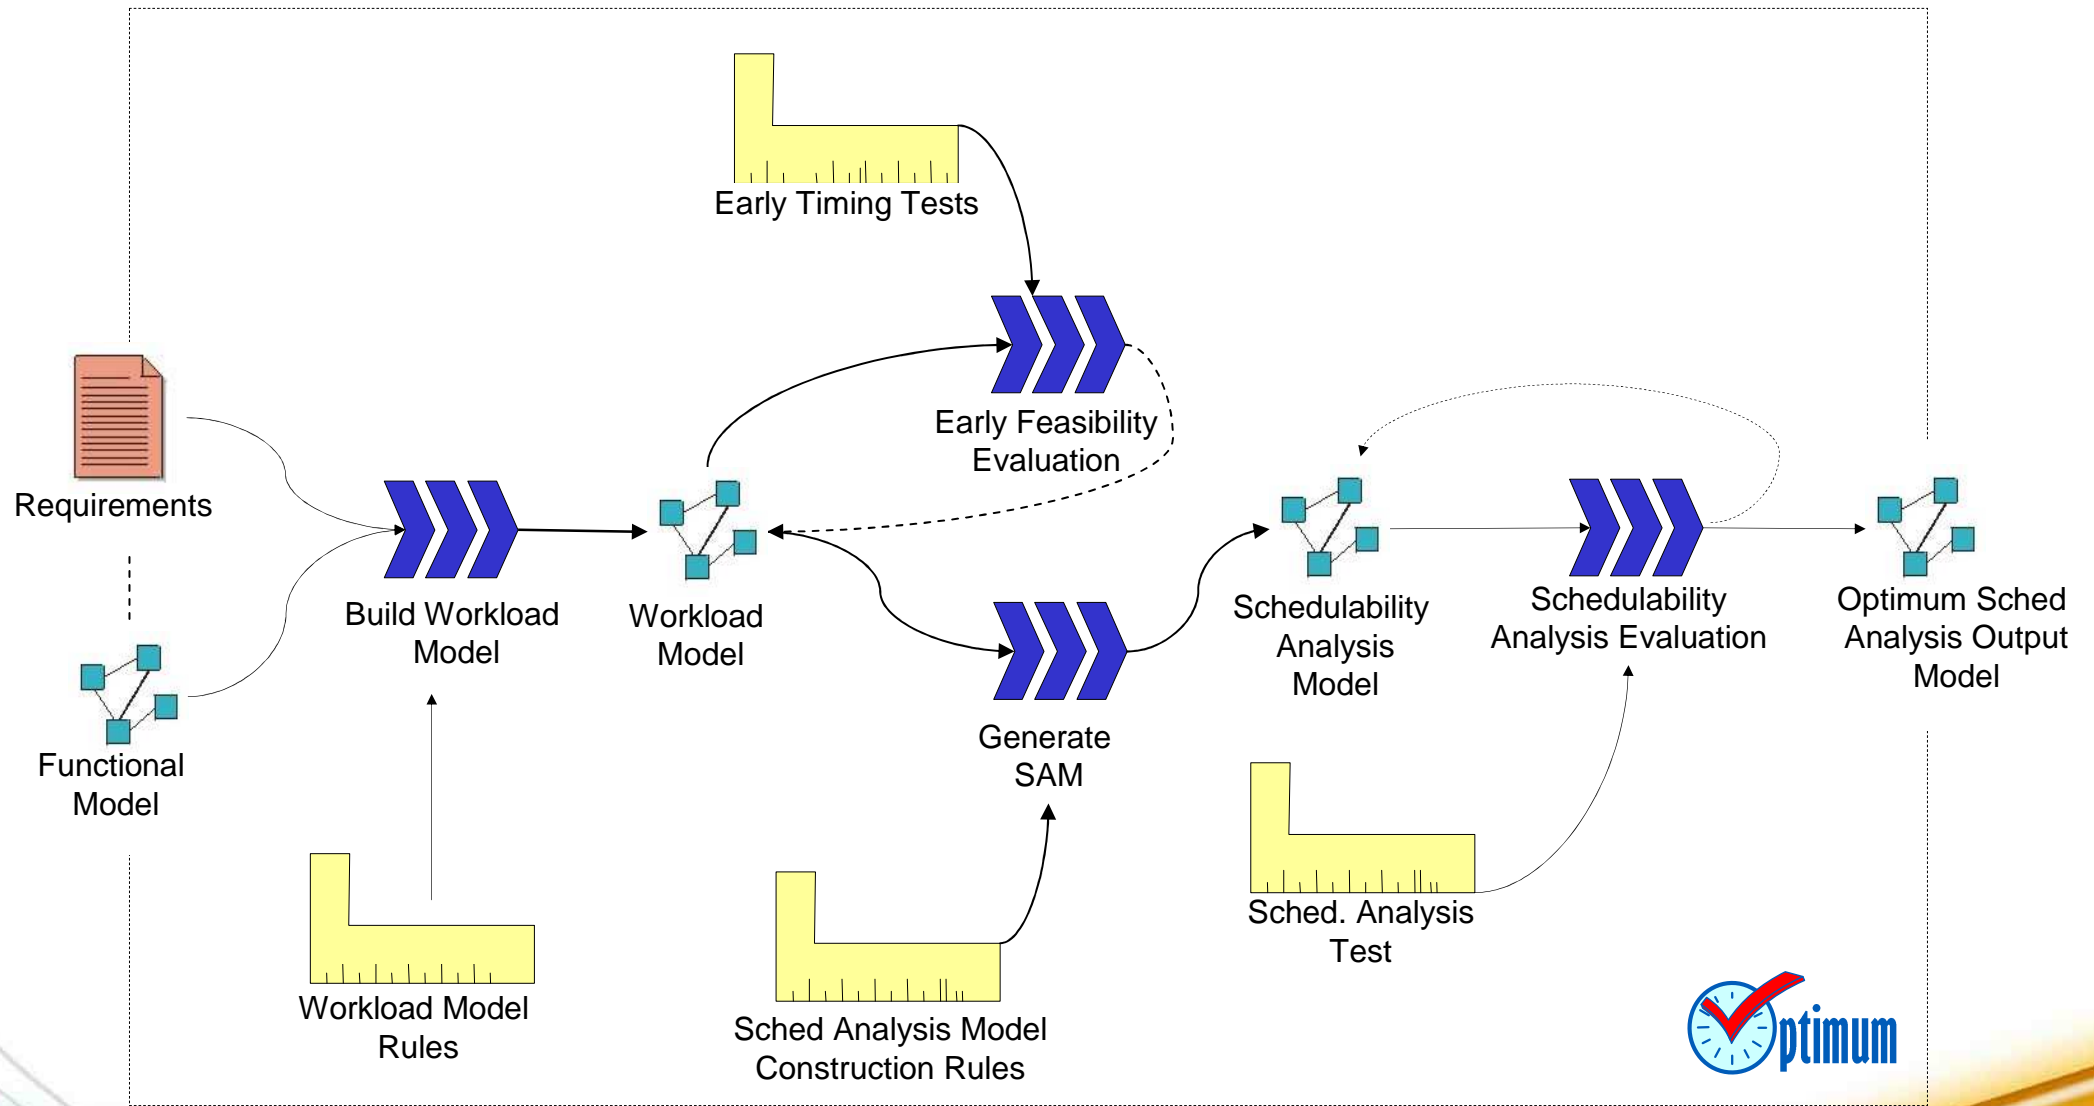 Early Timing Tests
Early Feasibility
Evaluation
Requirements
Build Workload
Model
Workload
Model
Schedulability
Analysis
Model
Schedulability
Analysis Evaluation
Optimum Sched
Analysis Output
Model
Functional
Model
Generate
SAM
Sched. Analysis
Test
Workload Model
Rules
Sched Analysis Model
Construction Rules
ptimum